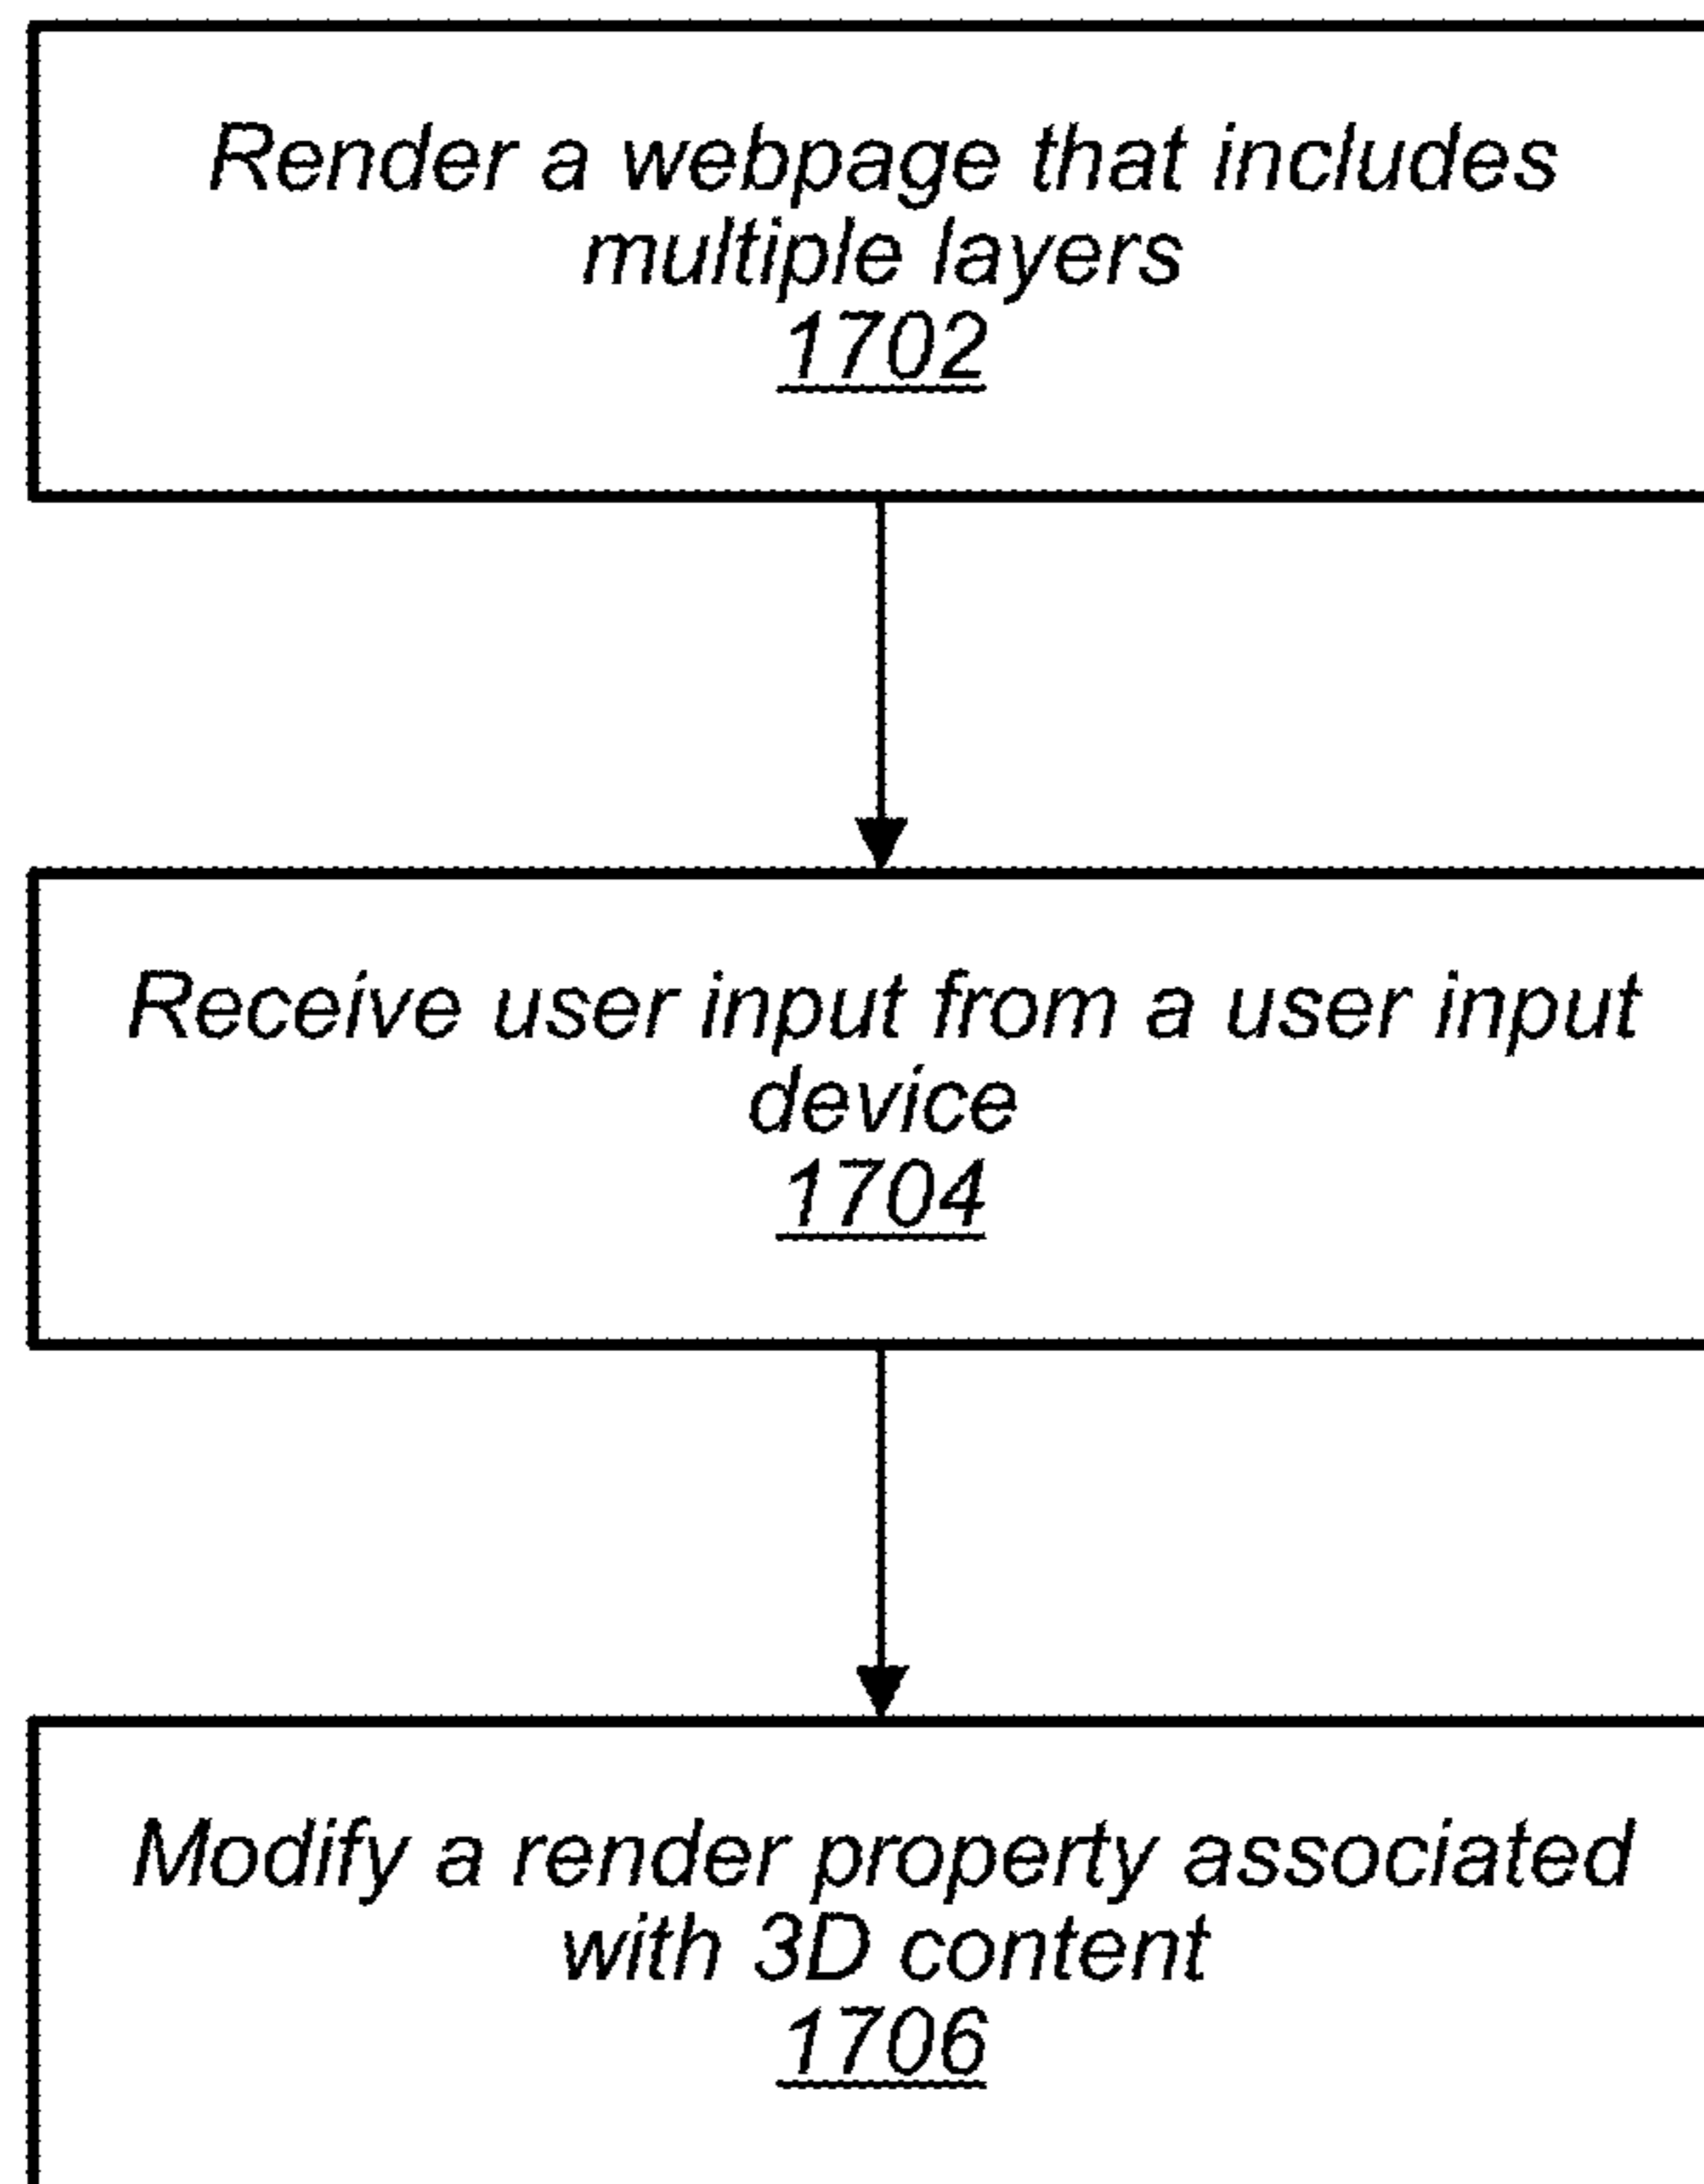 Render a webpage that includes
multiple layers
1702
Receive user input from a user input
device
1704
Modify a render property associated
with 3D content
1706